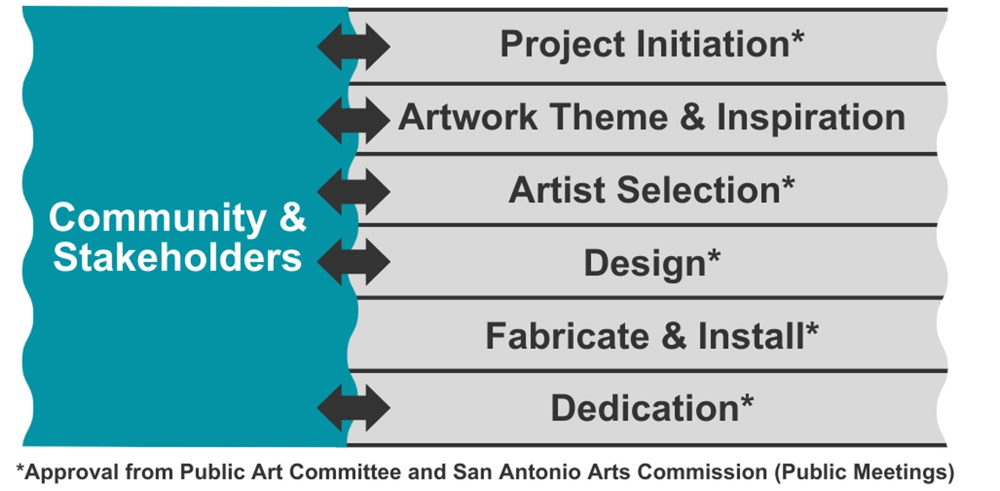 Community &
Stakeholders
Project Initiation*
Artwork Theme & Inspiration
Artist Selection*
Design*
Fabricate & Install*
Dedication*
*Approval from Public Art Committee and San Antonio Arts Commission (Public Meetings)